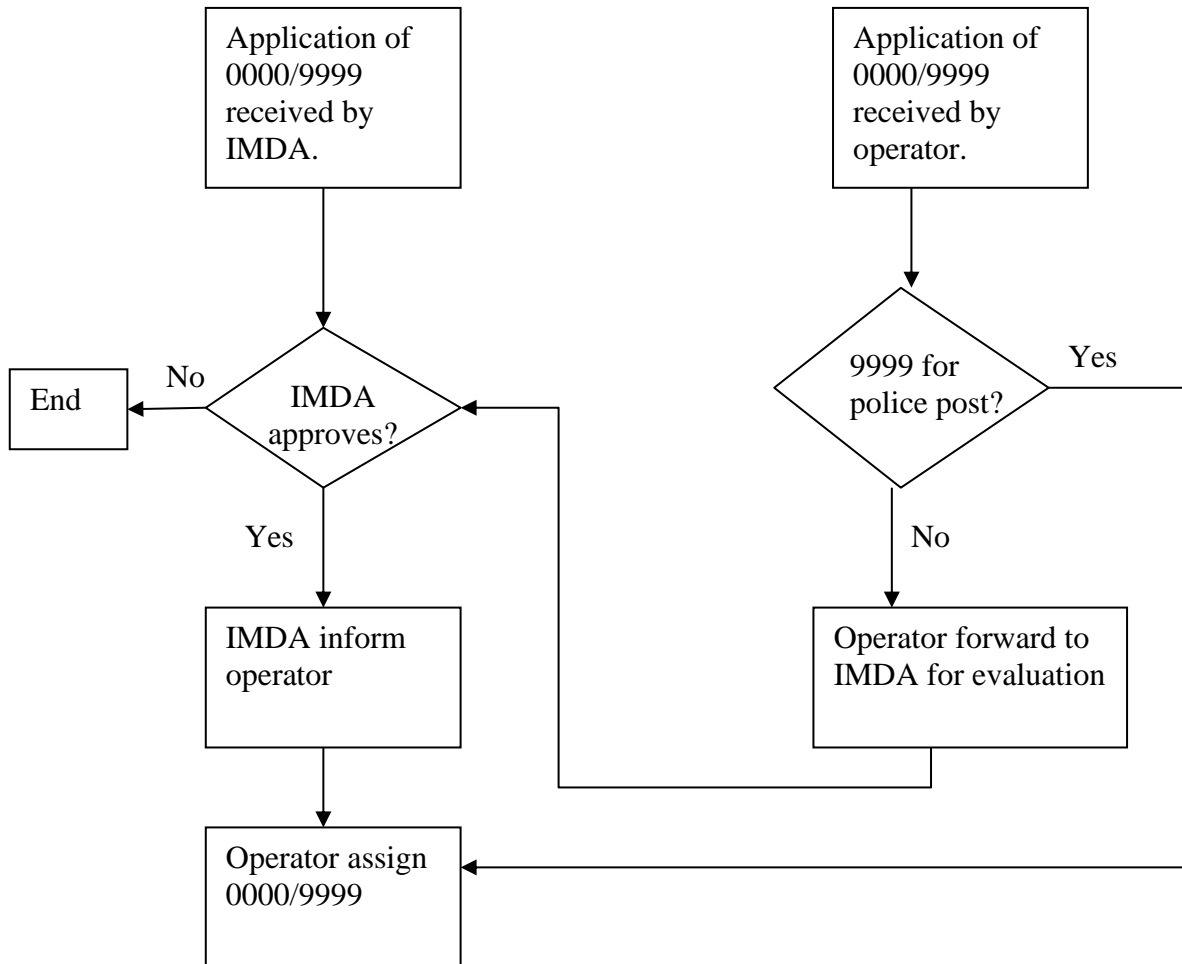 Application of
0000/9999
received by
IMDA.
Application of
0000/9999
received by
operator.
No
End
IMDA
approves?
9999 for
police post?
Yes
Yes
No
IMDA inform
operator
Operator forward to
IMDA for evaluation
Operator assign
0000/9999